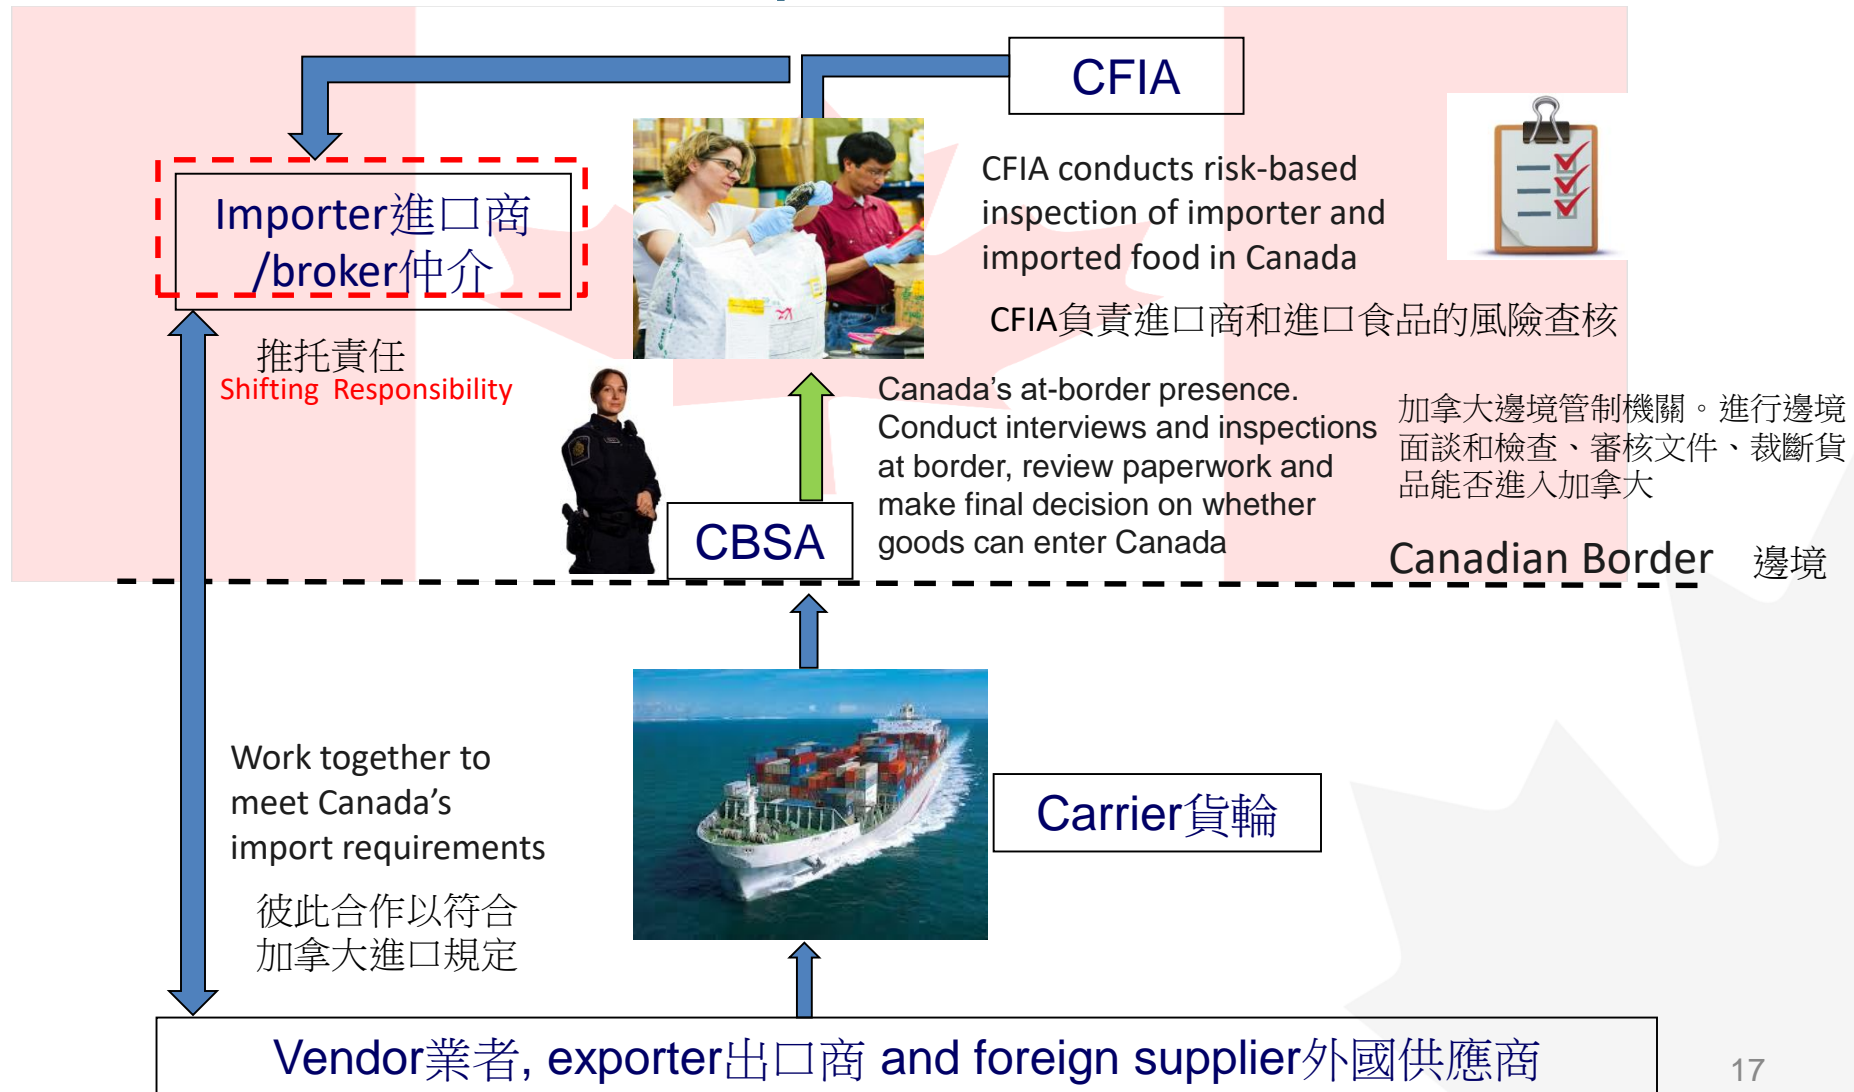 CFIA
Importer進口商
/broker仲介
CFIA conducts risk-based
inspection of importer and
imported food in Canada
CFIA負責進口商和進口食品的風險查核
推托責任
Shifting Responsibility
Canada's at-border presence.
Conduct interviews and inspections
at border, review paperwork and
make final decision on whether
goods can enter Canada
加拿大邊境管制機關。進行邊境
面談和檢查、審核文件、裁斷貨
品能否進入加拿大
CBSA
Canadian Border 邊境
Work together to
meet Canada's
import requirements
彼此合作以符合
加拿大進口規定
Carrier貨輪
Vendor業者, exporter出口商 and foreign supplier外國供應商
17